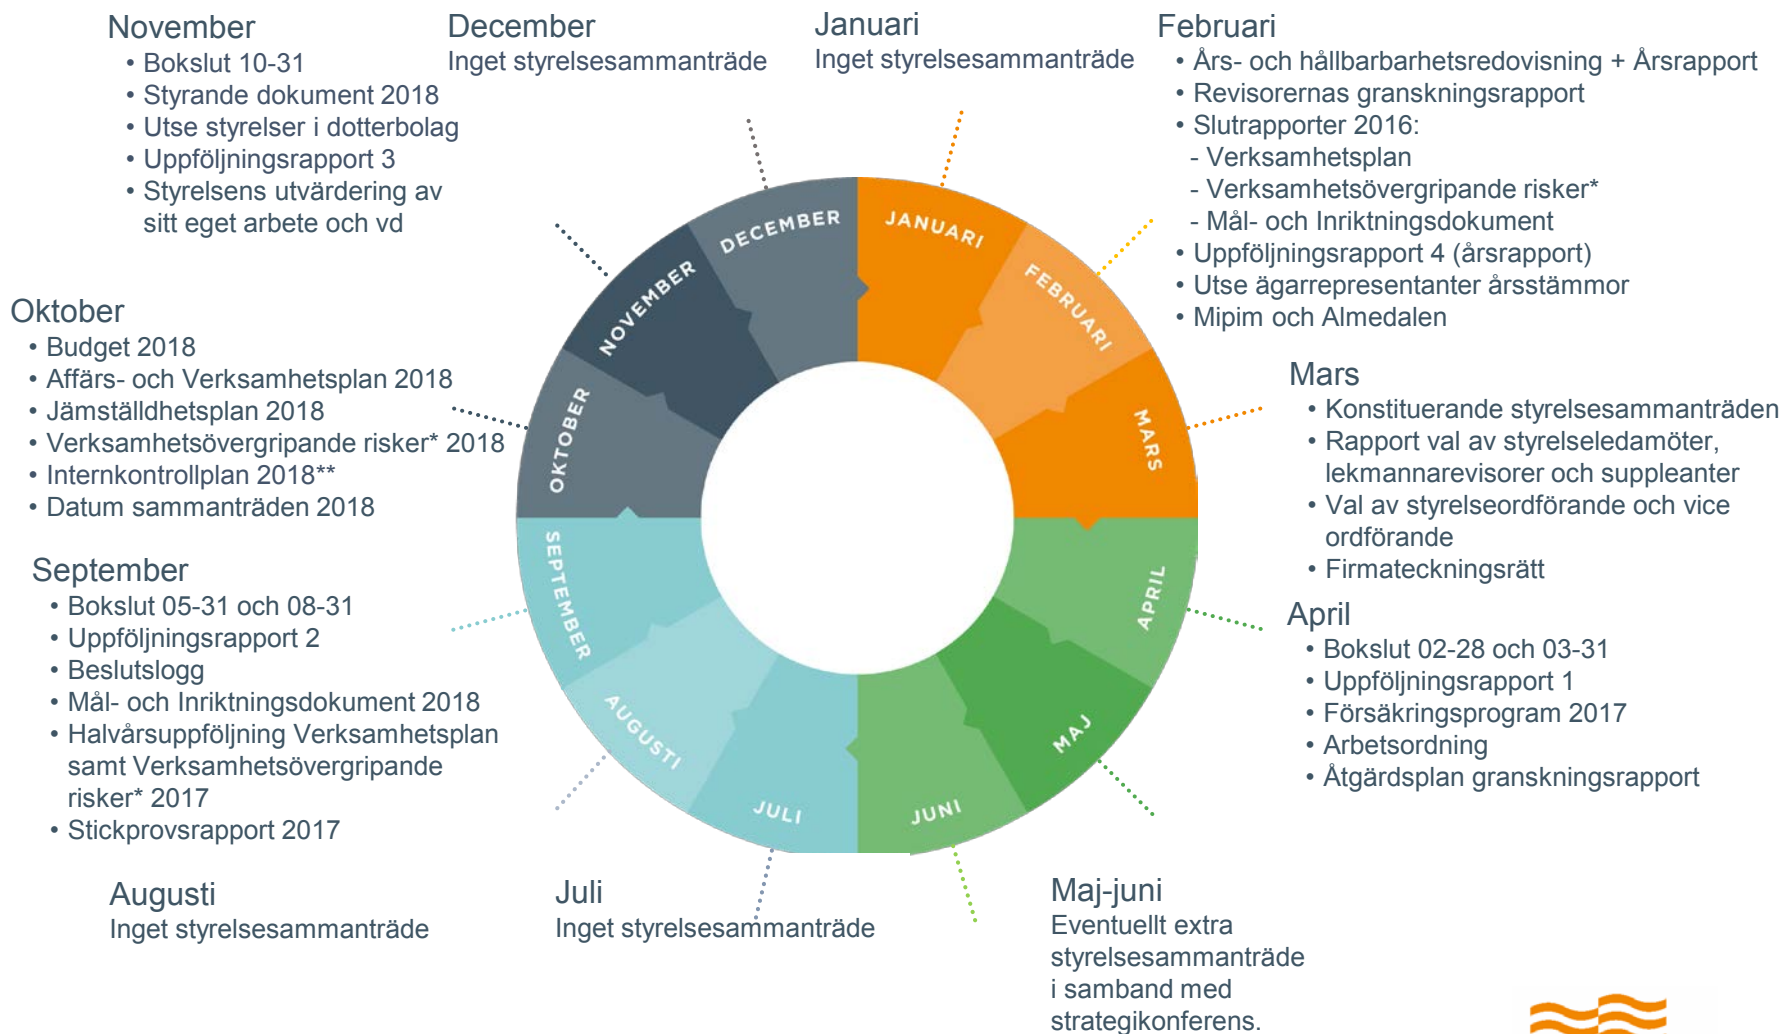 November
• Bokslut 10-31
• Styrande dokument 2018
• Utse styrelser i dotterbolag
• Uppföljningsrapport 3
• Styrelsens utvärdering av
sitt eget arbete och vd
December
Inget styrelsesammanträde
Januari
Inget styrelsesammanträde
Februari
• Års- och hållbarbarhetsredovisning + Årsrapport
• Revisorernas granskningsrapport
• Slutrapporter 2016:
- Verksamhetsplan
- Verksamhetsövergripande risker*
- Mål- och Inriktningsdokument
• Uppföljningsrapport 4 (årsrapport)
• Utse ägarrepresentanter årsstämmor
• Mipim och Almedalen
Mars
• Konstituerande styrelsesammanträden
• Rapport val av styrelseledamöter,
lekmannarevisorer och suppleanter
• Val av styrelseordförande och vice
ordförande
• Firmateckningsrätt
April
• Bokslut 02-28 och 03-31
• Uppföljningsrapport 1
• Försäkringsprogram 2017
• Arbetsordning
• Åtgärdsplan granskningsrapport
Maj-juni
Eventuellt extra
styrelsesammanträde
i samband med
strategikonferens.
Juli
Inget styrelsesammanträde
Augusti
Inget styrelsesammanträde
September
• Bokslut 05-31 och 08-31
• Uppföljningsrapport 2
• Beslutslogg
• Mål- och Inriktningsdokument 2018
• Halvårsuppföljning Verksamhetsplan
samt Verksamhetsövergripande
risker* 2017
• Stickprovsrapport 2017
Oktober
• Budget 2018
• Affärs- och Verksamhetsplan 2018
• Jämställdhetsplan 2018
• Verksamhetsövergripande risker* 2018
• Internkontrollplan 2018**
• Datum sammanträden 2018
JANUARI
FEBRUARI
MARS
APRIL
MAJ
JUNI
JULI
AUGUSTI
SEPTEMBER
OKTOBER
NOVEMBER
DECEMBER